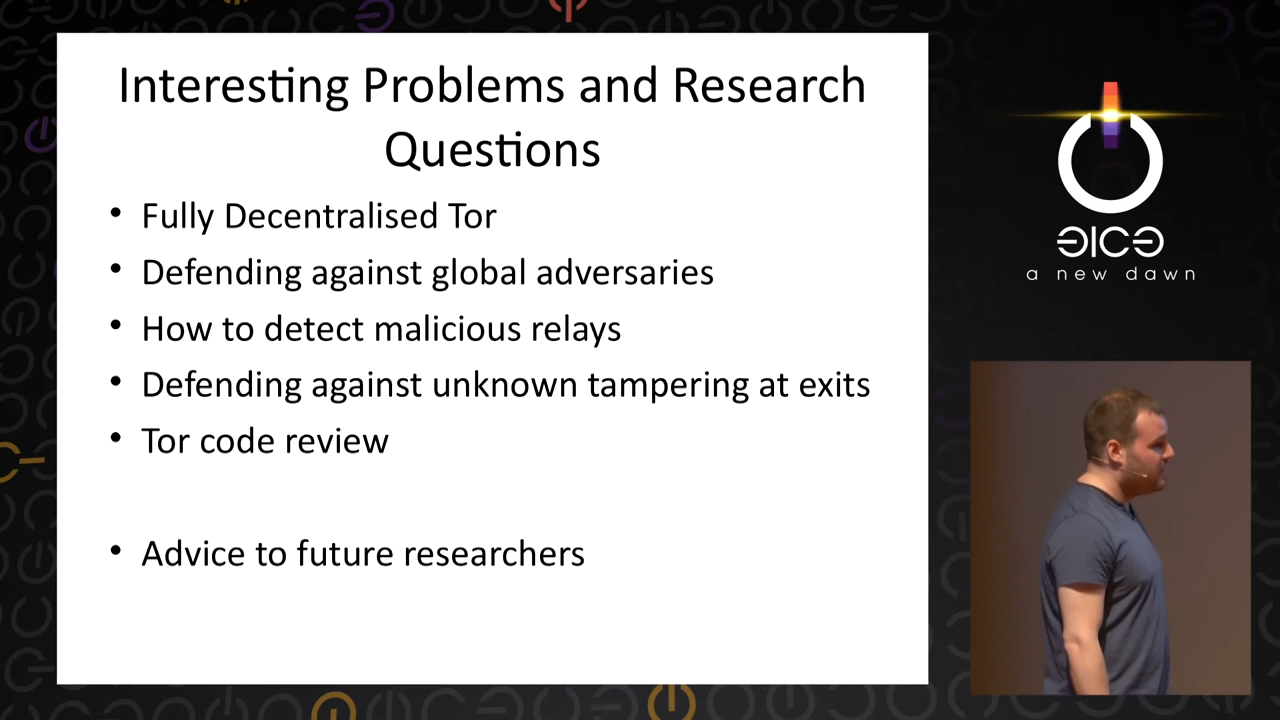 Interesting Problems and Research
Questions
• Fully Decentralised Tor
• Defending against global adversaries
• How to detect malicious relays
• Defending against unknown tampering at exits
• Tor code review
• Advice to future researchers
a new dawn